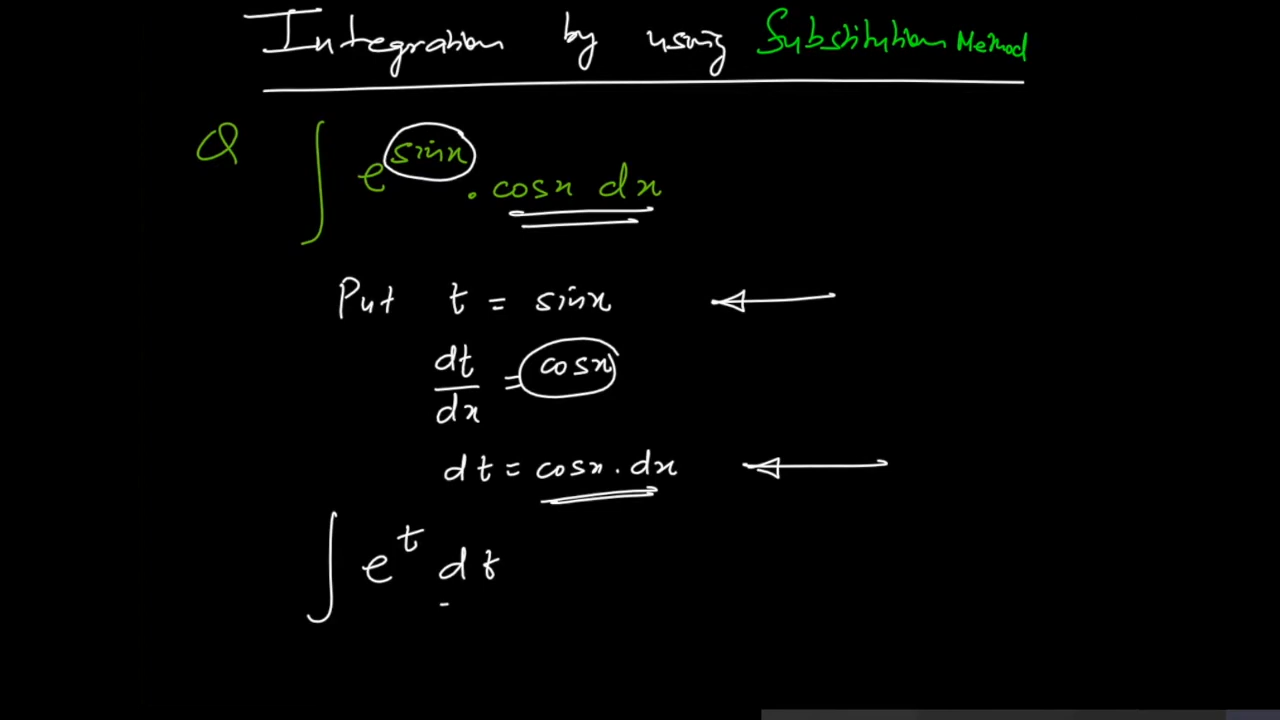 Integration by using Substitution Method
Q ∫ e^sinx . cosx dx
Put t = sinx
dt/dx = cosx
dt = cosx . dx
∫ e^t dt